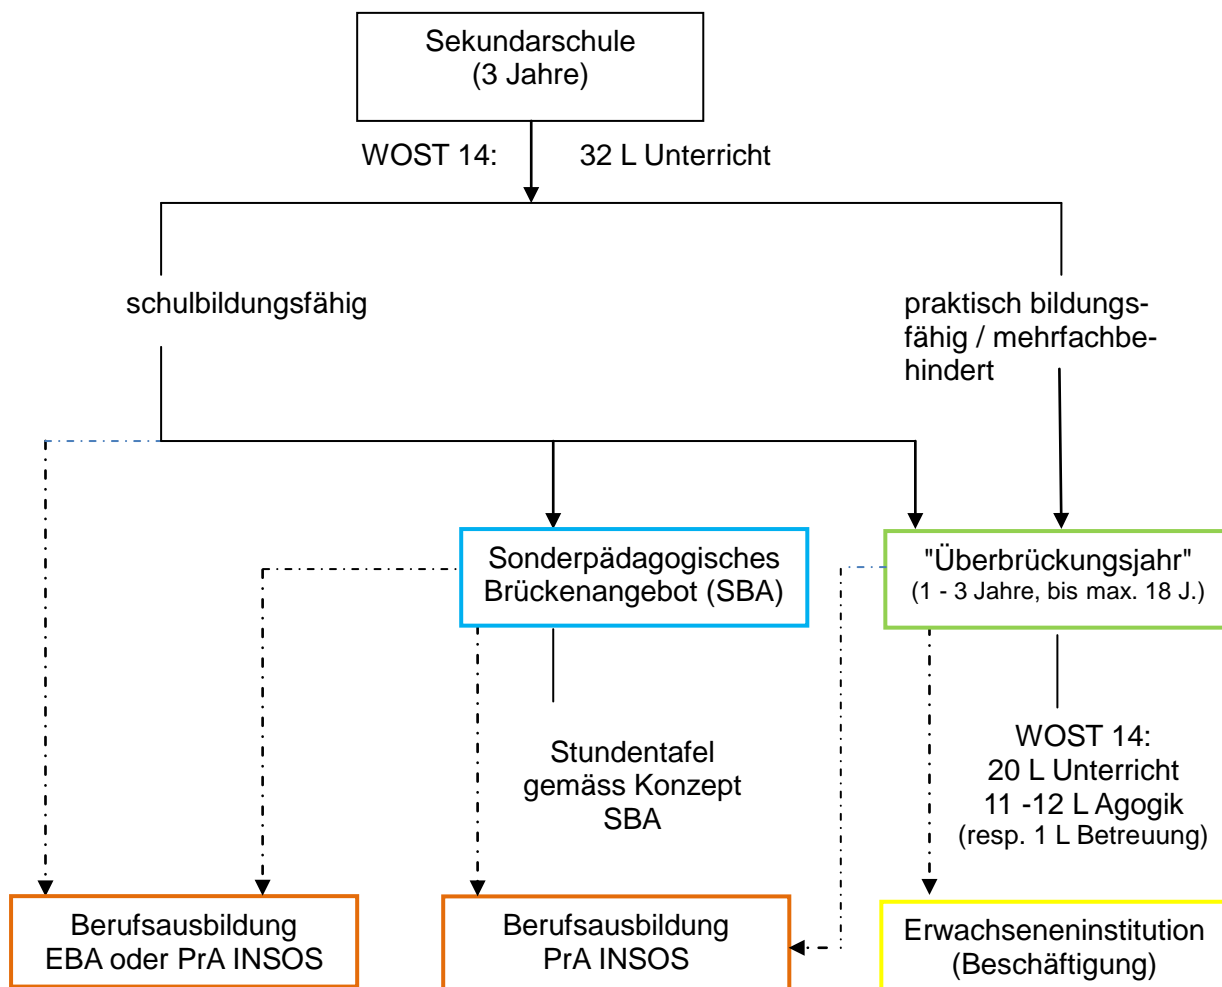 Sekundarschule
(3 Jahre)
WOST 14: 32 L Unterricht
schulbildungsfähig
praktisch bildungs-
fähig / mehrfachbe-
hindert
Sonderpädagogisches
Brückenangebot (SBA)
"Überbrückungsjahr"
(1 - 3 Jahre, bis max. 18 J.)
Stundentafel
gemäss Konzept
SBA
WOST 14:
20 L Unterricht
11 -12 L Agogik
(resp. 1 L Betreuung)
Berufsausbildung
EBA oder PrA INSOS
Berufsausbildung
PrA INSOS
Erwachseneninstitution
(Beschäftigung)